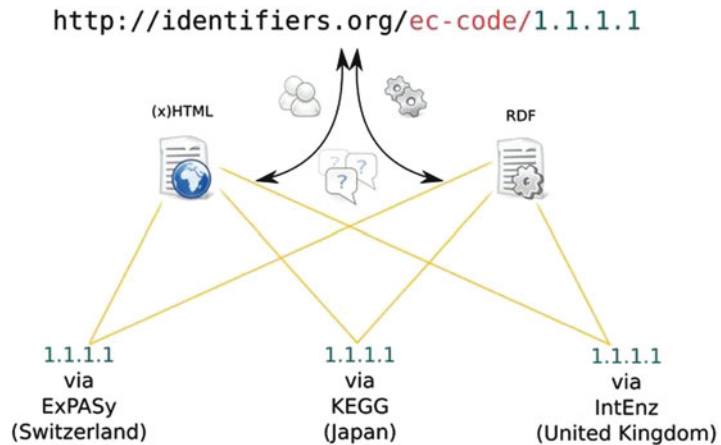 http://identifiers.org/ec-code/1.1.1.1
(x)HTML
RDF
?
?
1.1.1.1
via
ExPASy
(Switzerland)
1.1.1.1
via
KEGG
(Japan)
1.1.1.1
via
IntEnz
(United Kingdom)